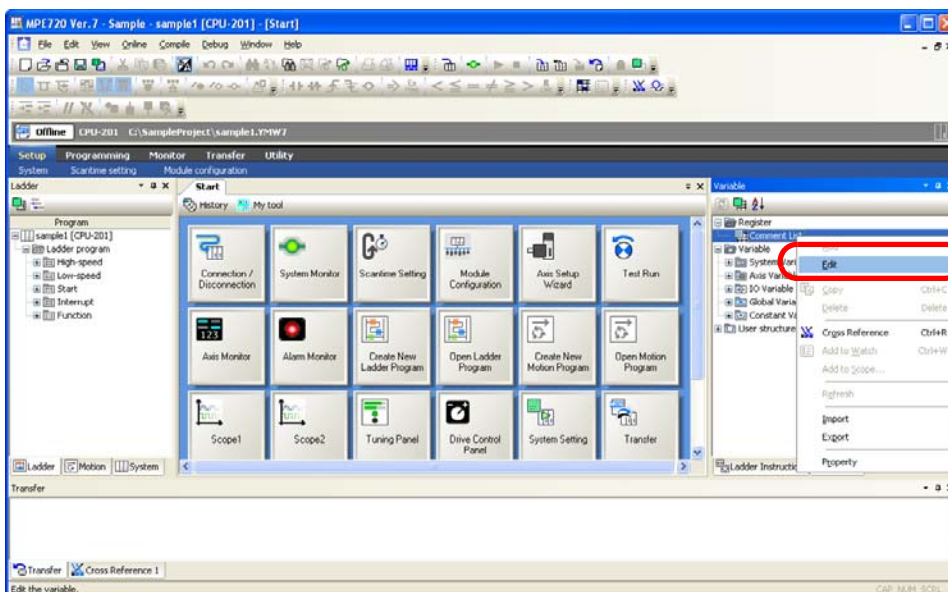 MPE720 Ver.7 - Sample - sample1 [CPU-201] - [Start]
File Edit View Online Compile Debug Window Help
Offline CPU-201 C:\SampleProject\sample1.YMW7
Setup Programming Monitor Transfer Utility
System Scantime setting Module configuration
Ladder
Program
sample1 [CPU-201]
Ladder program
High-speed
Low-speed
Start
Interrupt
Function
Ladder Motion System
Start
History My tool
Connection / Disconnection
System Monitor
Scantime Setting
Module Configuration
Axis Setup Wizard
Test Run
123
Axis Monitor
Alarm Monitor
Create New Ladder Program
Open Ladder Program
Create New Motion Program
Open Motion Program
Scope1
Scope2
Tuning Panel
Drive Control Panel
System Setting
Transfer
Variable
Register
Comment List
Variable
System Vari
Axis Varia
IO Variable
Global Varia
Constant Va
User structure
Ladder Instructio
Edit
Copy Ctrl+C
Delete Delete
Cross Reference Ctrl+R
Add to Watch Ctrl+W
Add to Scope...
Refresh
Import
Export
Property
Transfer
Transfer Cross Reference 1
Edit the variable.
CAP NUM SCRL